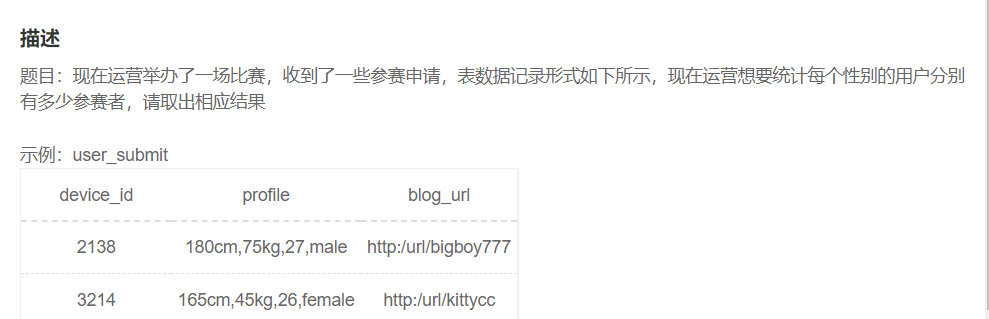 描述
题目：现在运营举办了一场比赛，收到了一些参赛申请，表数据记录形式如下所示，现在运营想要统计每个性别的用户分别
有多少参赛者，请取出相应结果
示例：user_submit
device_id profile blog_url
2138 180cm,75kg,27,male http:/url/bigboy777
3214 165cm,45kg,26,female http:/url/kittycc